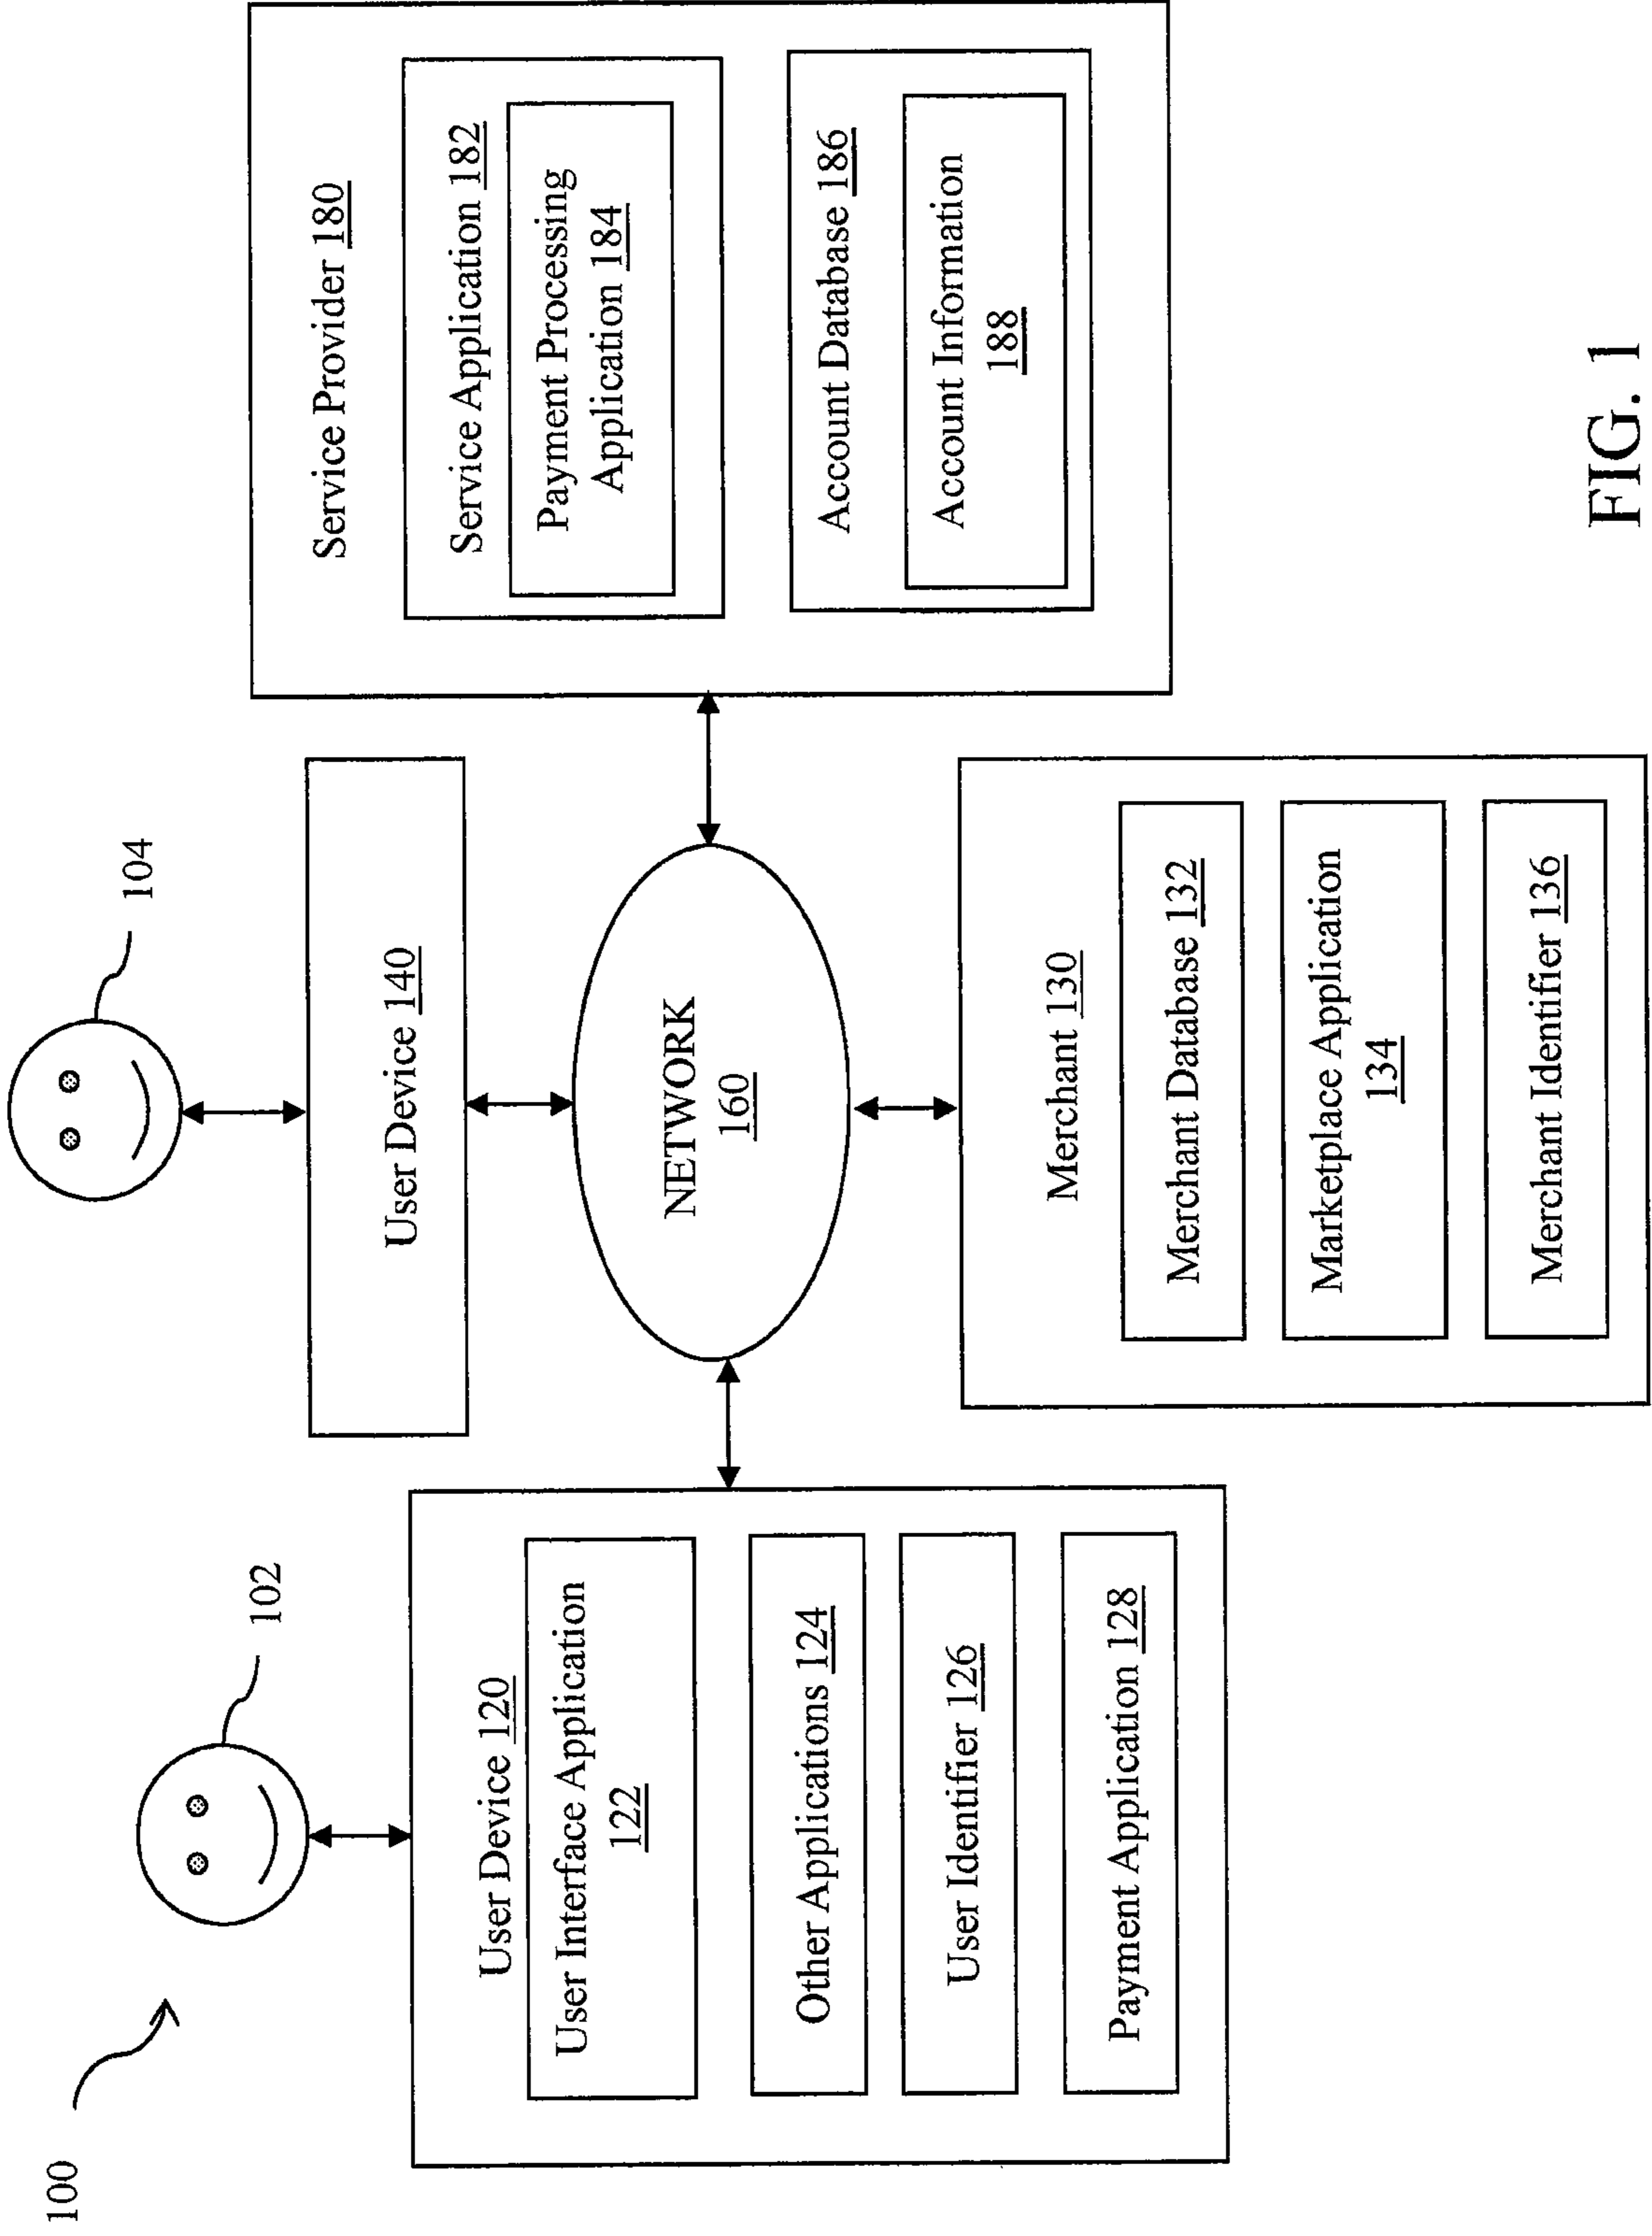 100
102
104
User Device 120
User Interface Application
122
Other Applications 124
User Identifier 126
Payment Application 128
User Device 140
NETWORK
160
Merchant 130
Merchant Database 132
Marketplace Application
134
Merchant Identifier 136
Service Provider 180
Service Application 182
Payment Processing
Application 184
Account Database 186
Account Information
188
FIG. 1